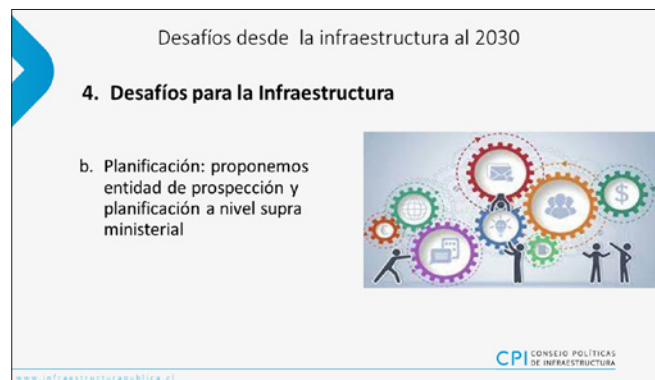 Desafíos desde la infraestructura al 2030
4. Desafíos para la Infraestructura
b. Planificación: proponemos
entidad de prospección y
planificación a nivel supra
ministerial
$
€
CPI CONSEJO POLÍTICAS
DE INFRAESTRUCTURA
www.infraestructurapublica.cl